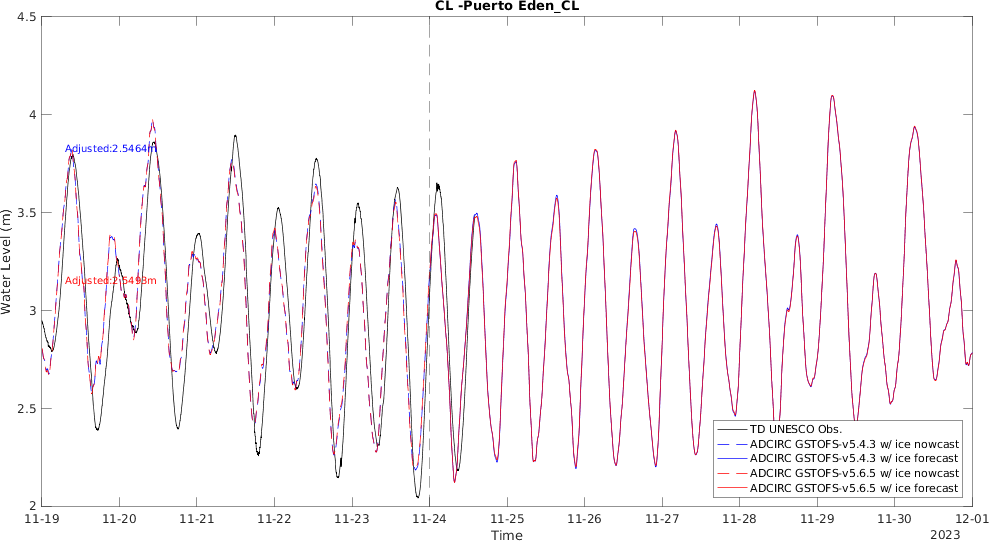 CL -Puerto Eden_CL
4.5
4
3.5
3
2.5
2
Water Level (m)
Adjusted:2.5464m
Adjusted:2.5493m
TD UNESCO Obs.
ADCIRC GSTOFS-v5.4.3 w/ ice nowcast
ADCIRC GSTOFS-v5.4.3 w/ ice forecast
ADCIRC GSTOFS-v5.6.5 w/ ice nowcast
ADCIRC GSTOFS-v5.6.5 w/ ice forecast
11-19 11-20 11-21 11-22 11-23 11-24 11-25 11-26 11-27 11-28 11-29 11-30 12-01
Time
2023